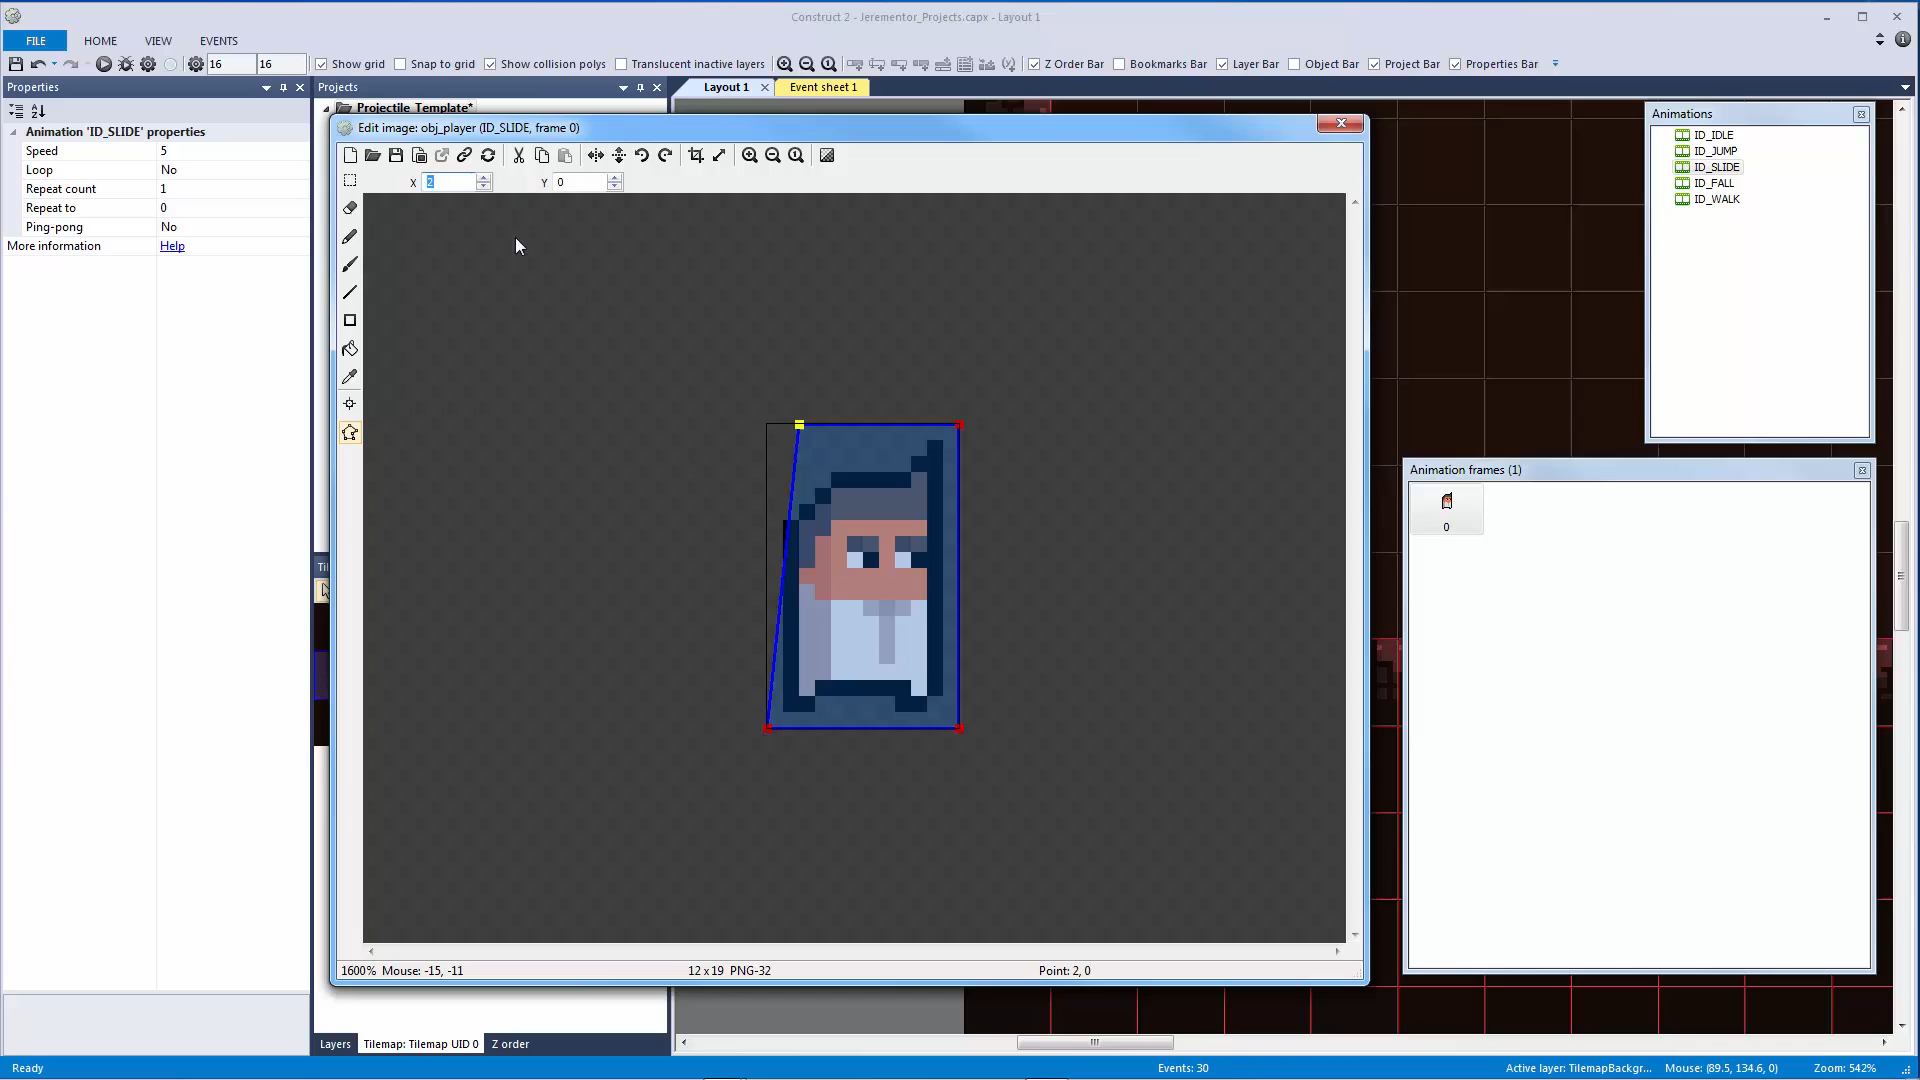 Construct 2 - Jerementor_Projects.capx - Layout 1
FILE HOME VIEW EVENTS
16 16 Show grid Snap to grid Show collision polys Translucent inactive layers Z Order Bar Bookmarks Bar Layer Bar Object Bar Project Bar Properties Bar
Properties
Projects
Layout 1
Event sheet 1
Projectile Template*
Animation 'ID_SLIDE' properties
Speed 5
Loop No
Repeat count 1
Repeat to 0
Ping-pong No
More information Help
Edit image: obj_player (ID_SLIDE, frame 0)
X 2 Y 0
Animations
ID_IDLE
ID_JUMP
ID_SLIDE
ID_FALL
ID_WALK
Animation frames (1)
0
1600% Mouse: -15, -11
12 x 19 PNG-32
Point: 2, 0
Layers Tilemap: Tilemap UID 0 Z order
Ready
Events: 30
Active layer: TilemapBackgr...
Mouse: (89.5, 134.6, 0)
Zoom: 542%